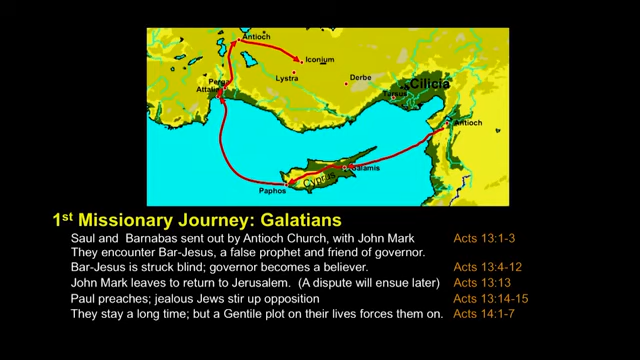 Antioch
Iconium
Lystra
Derbe
Perga
Attalia
Cilicia
Tarsus
Antioch
Salamis
Cyprus
Paphos
1st Missionary Journey: Galatians
Saul and Barnabas sent out by Antioch Church, with John Mark Acts 13:1-3
They encounter Bar-Jesus, a false prophet and friend of governor.
Bar-Jesus is struck blind; governor becomes a believer. Acts 13:4-12
John Mark leaves to return to Jerusalem. (A dispute will ensue later) Acts 13:13
Paul preaches; jealous Jews stir up opposition Acts 13:14-15
They stay a long time; but a Gentile plot on their lives forces them on. Acts 14:1-7